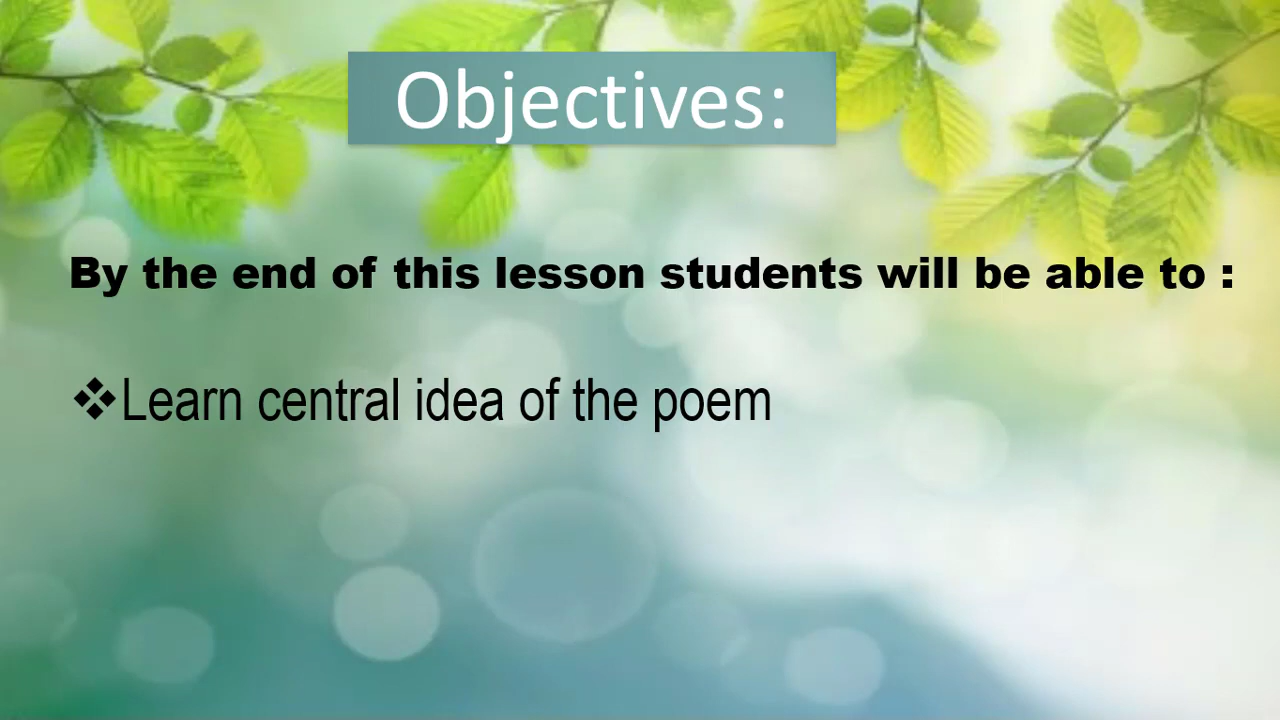 Objectives:
By the end of this lesson students will be able to :
❖Learn central idea of the poem